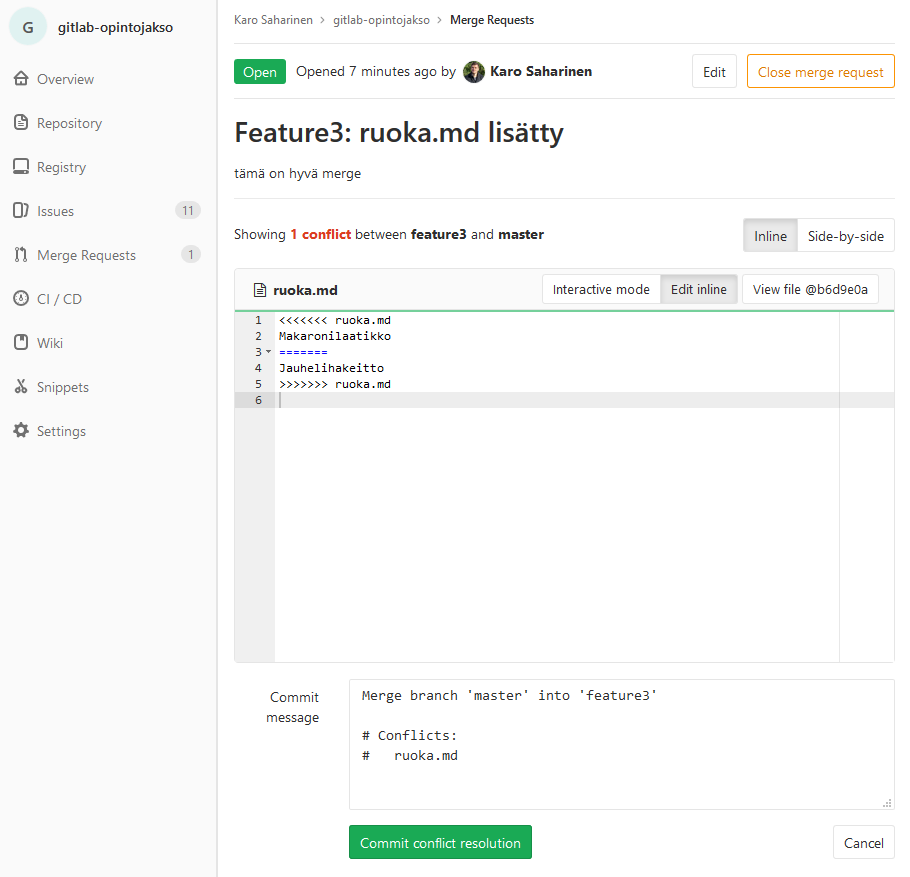 G gitlab-opintojakso
Overview
Repository
Registry
Issues 11
Merge Requests 1
CI / CD
Wiki
Snippets
Settings
Karo Saharinen > gitlab-opintojakso > Merge Requests
Open Opened 7 minutes ago by Karo Saharinen Edit Close merge request
Feature3: ruoka.md lisätty
tämä on hyvä merge
Showing 1 conflict between feature3 and master Inline Side-by-side
ruoka.md Interactive mode Edit inline View file @b6d9e0a
1 <<<<<<< ruoka.md
2 Makaronilaatikko
3 =======
4 Jauhelihakeitto
5 >>>>>>> ruoka.md
6
Commit message
Merge branch 'master' into 'feature3'
# Conflicts:
#   ruoka.md
Commit conflict resolution Cancel